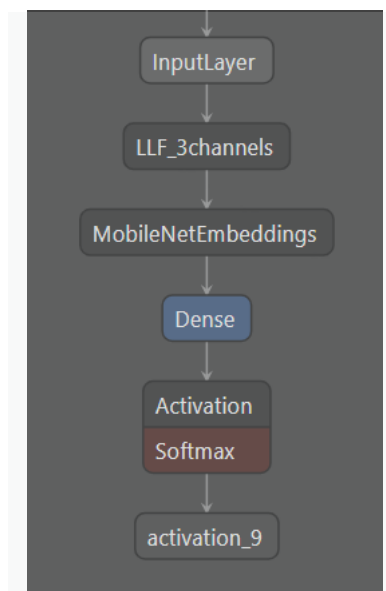 InputLayer
LLF_3channels
MobileNetEmbeddings
Dense
Activation
Softmax
activation_9